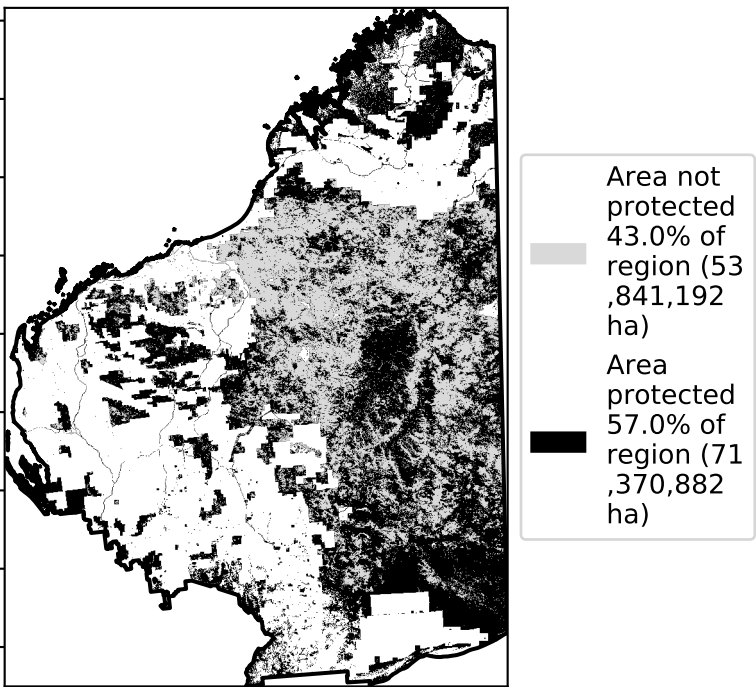 Area not
protected
43.0% of
region (53
,841,192
ha)
Area
protected
57.0% of
region (71
,370,882
ha)